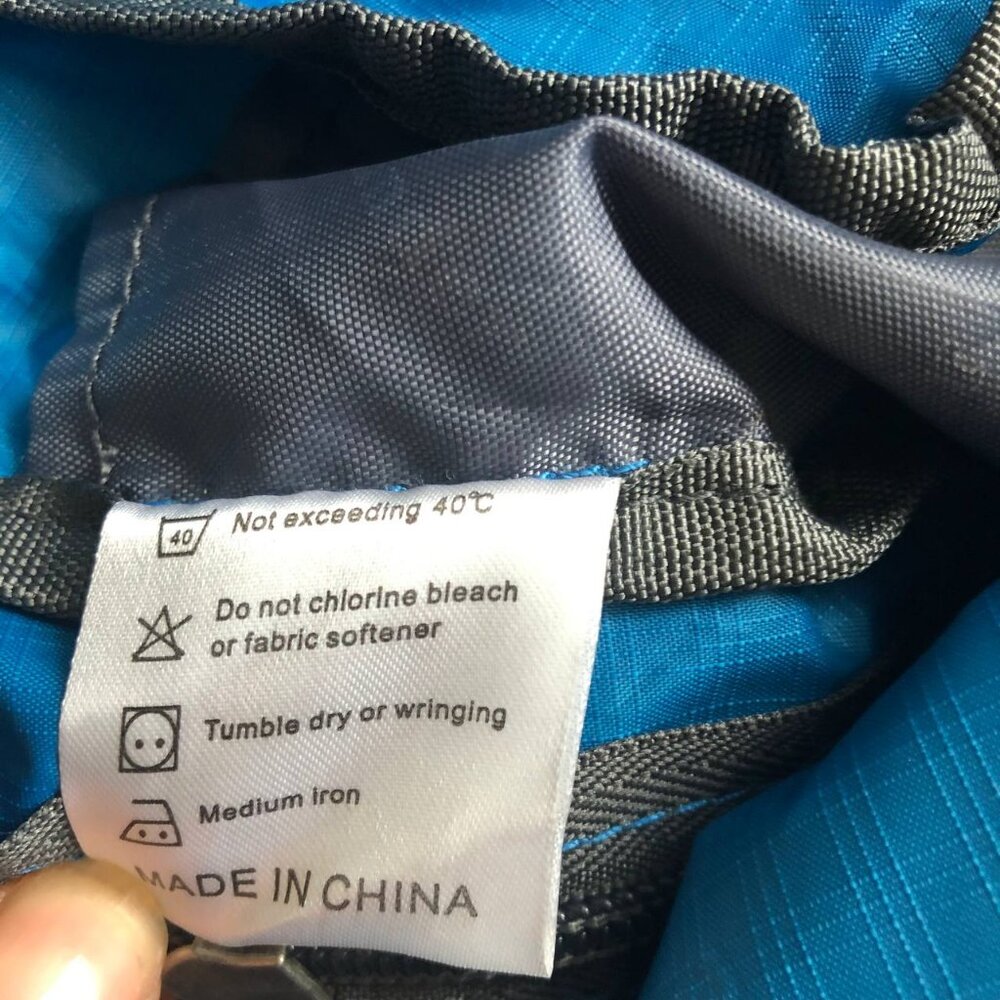 40 Not exceeding 40℃
Do not chlorine bleach
or fabric softener
Tumble dry or wringing
Medium iron
MADE IN CHINA